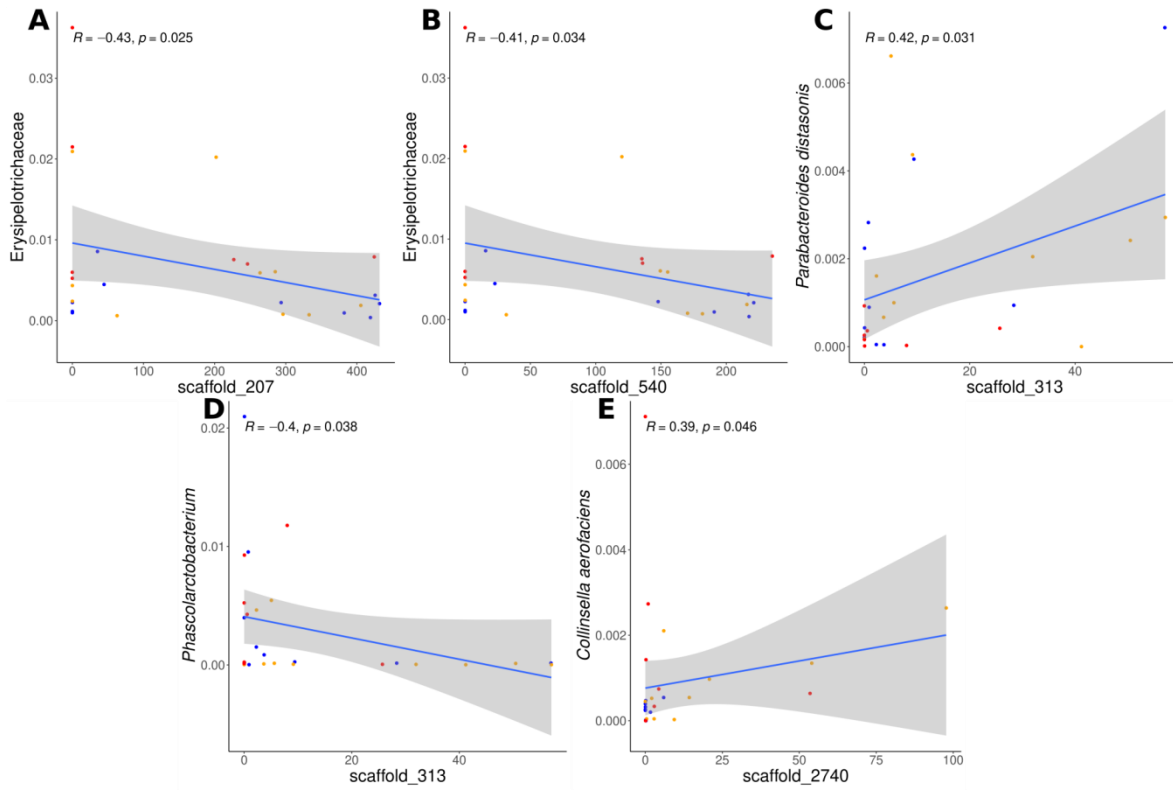 A
R = −0.43, p = 0.025
Erysipelotrichaceae
0.03
0.02
0.01
0.00
0 100 200 300 400
scaffold_207
B
R = −0.41, p = 0.034
Erysipelotrichaceae
0.03
0.02
0.01
0.00
0 50 100 150 200
scaffold_540
C
R = 0.42, p = 0.031
Parabacteroides distasonis
0.006
0.004
0.002
0.000
0 20 40
scaffold_313
D
R = −0.4, p = 0.038
Phascolarctobacterium
0.02
0.01
0.00
0 20 40
scaffold_313
E
R = 0.39, p = 0.046
Collinsella aerofaciens
0.006
0.004
0.002
0.000
0 25 50 75 100
scaffold_2740